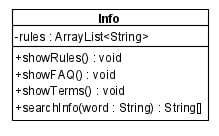 Info
-rules : ArrayList<String>
+showRules() : void
+showFAQ() : void
+showTerms() : void
+searchInfo(word : String) : String[]